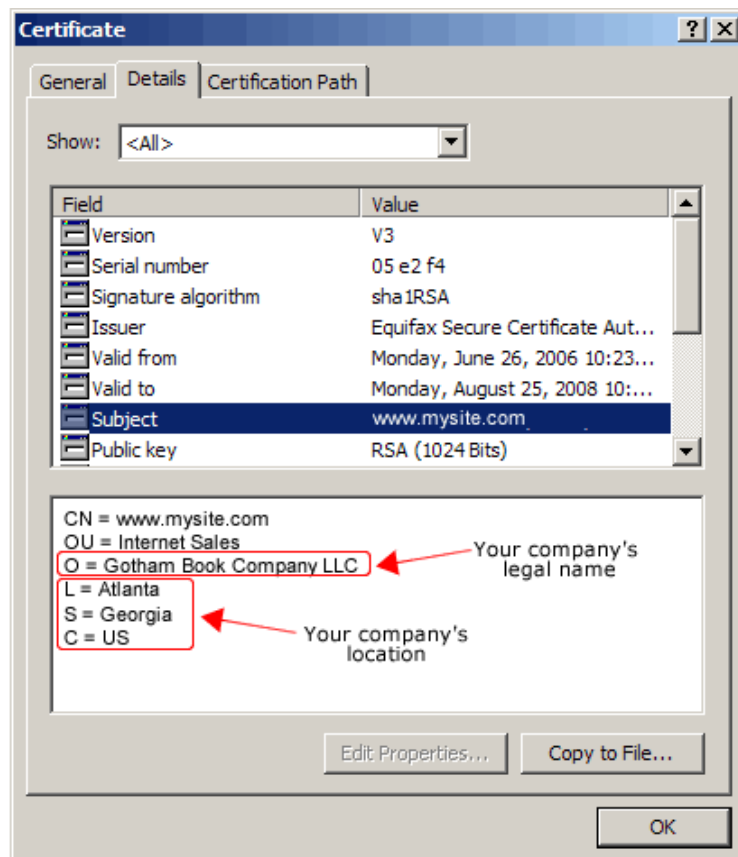 Certificate
General Details Certification Path
Show: <All>
Field Value
Version V3
Serial number 05 e2 f4
Signature algorithm sha1RSA
Issuer Equifax Secure Certificate Aut...
Valid from Monday, June 26, 2006 10:23...
Valid to Monday, August 25, 2008 10:...
Subject www.mysite.com
Public key RSA (1024 Bits)
CN = www.mysite.com
OU = Internet Sales
O = Gotham Book Company LLC
Your company's
legal name
L = Atlanta
S = Georgia
C = US
Your company's
location
Edit Properties... Copy to File...
OK